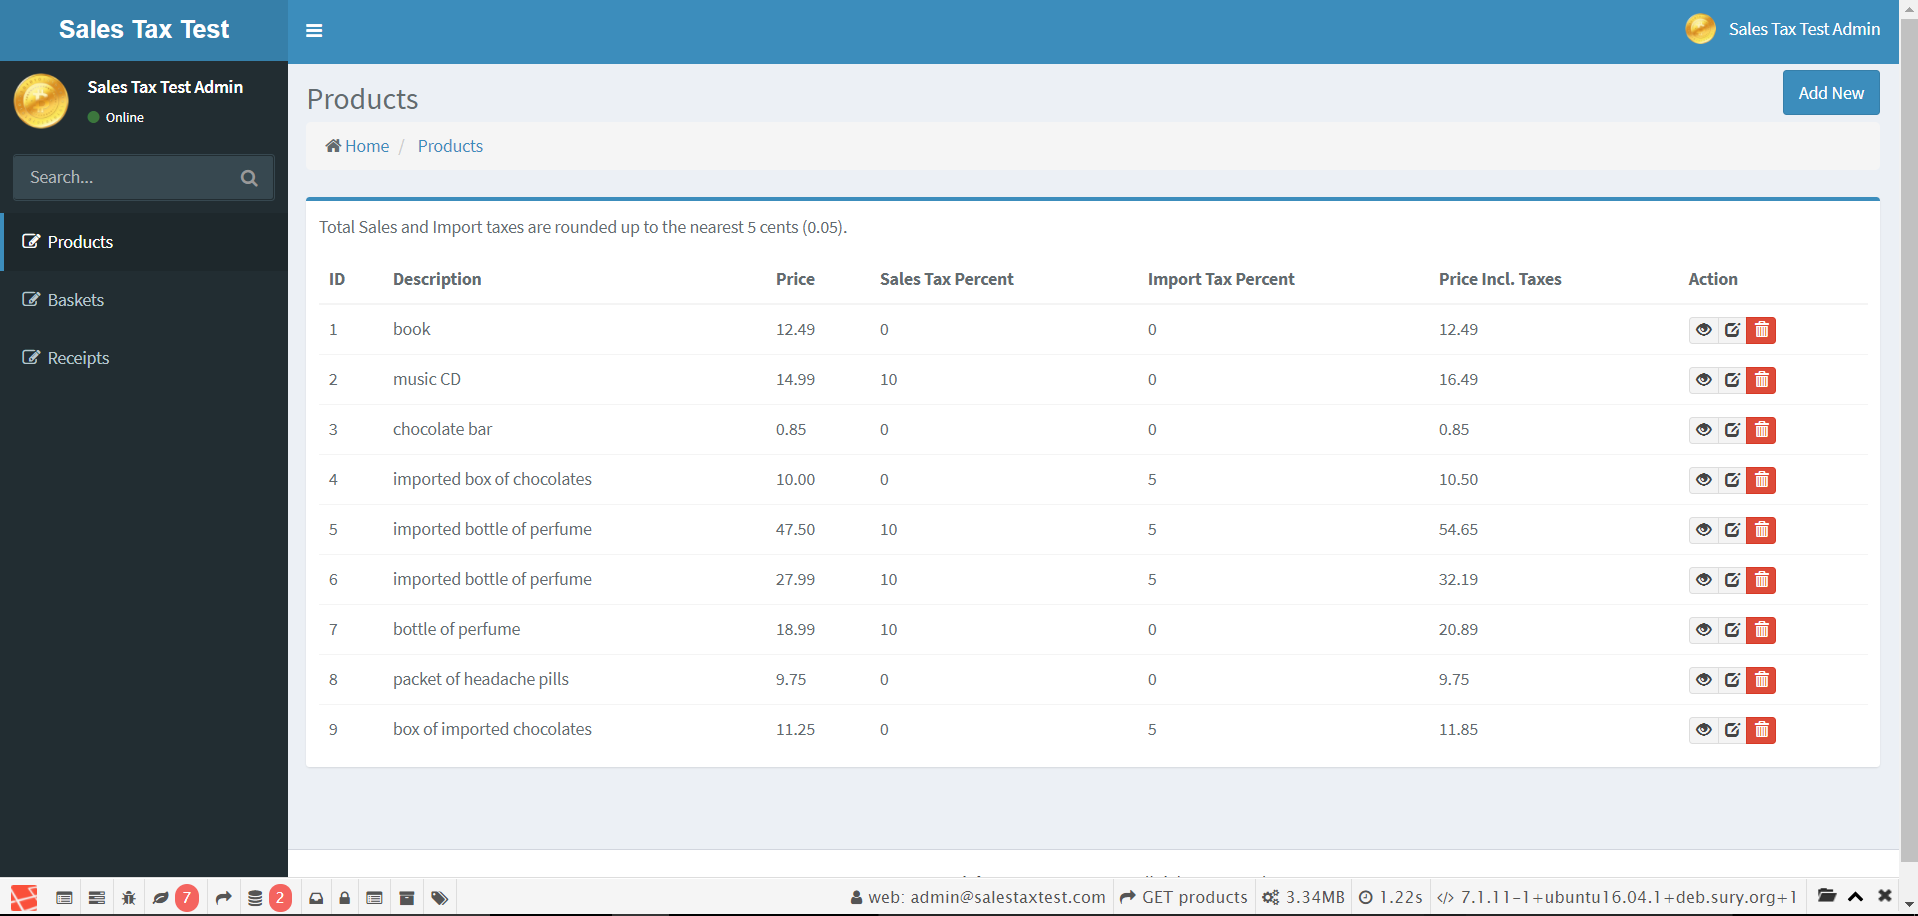 Sales Tax Test
Sales Tax Test Admin
Sales Tax Test Admin
Online
Search...
Products
Baskets
Receipts
Products
Add New
Home / Products
Total Sales and Import taxes are rounded up to the nearest 5 cents (0.05).
ID Description Price Sales Tax Percent Import Tax Percent Price Incl. Taxes Action
1 book 12.49 0 0 12.49
2 music CD 14.99 10 0 16.49
3 chocolate bar 0.85 0 0 0.85
4 imported box of chocolates 10.00 0 5 10.50
5 imported bottle of perfume 47.50 10 5 54.65
6 imported bottle of perfume 27.99 10 5 32.19
7 bottle of perfume 18.99 10 0 20.89
8 packet of headache pills 9.75 0 0 9.75
9 box of imported chocolates 11.25 0 5 11.85
7 2 web: admin@salestaxtest.com GET products 3.34MB 1.22s 7.1.11-1+ubuntu16.04.1+deb.sury.org+1